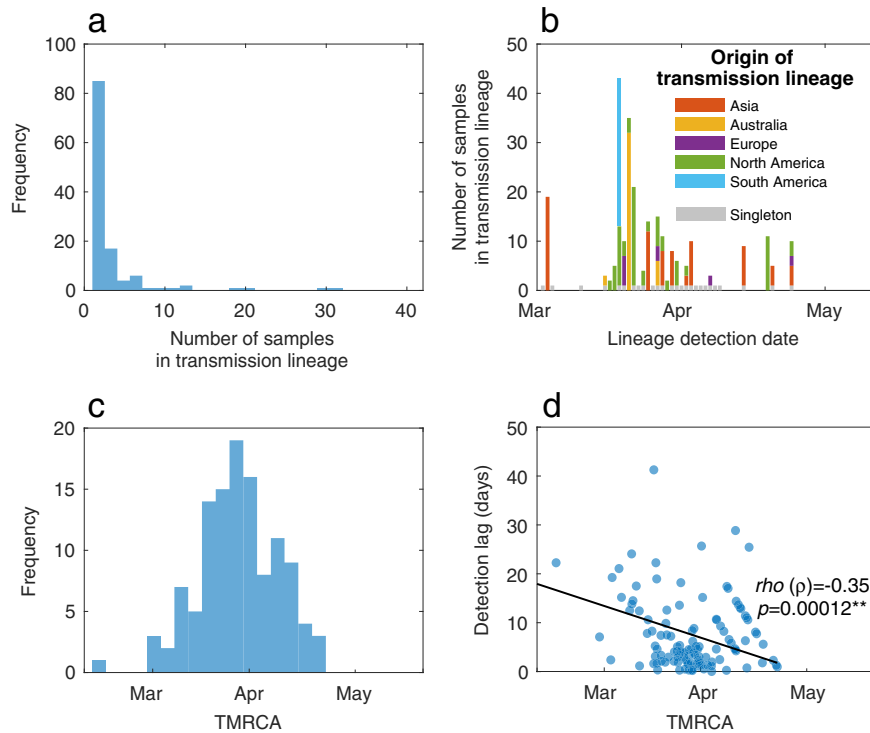 a
100
80
60
40
20
0
Frequency
0 10 20 30 40
Number of samples
in transmission lineage
b
50
40
30
20
10
0
Number of samples
in transmission lineage
Origin of
transmission lineage
Asia
Australia
Europe
North America
South America
Singleton
Mar Apr May
Lineage detection date
c
20
15
10
5
0
Frequency
Mar Apr May
TMRCA
d
50
40
30
20
10
0
Detection lag (days)
rho (ρ)=-0.35
p=0.00012**
Mar Apr May
TMRCA